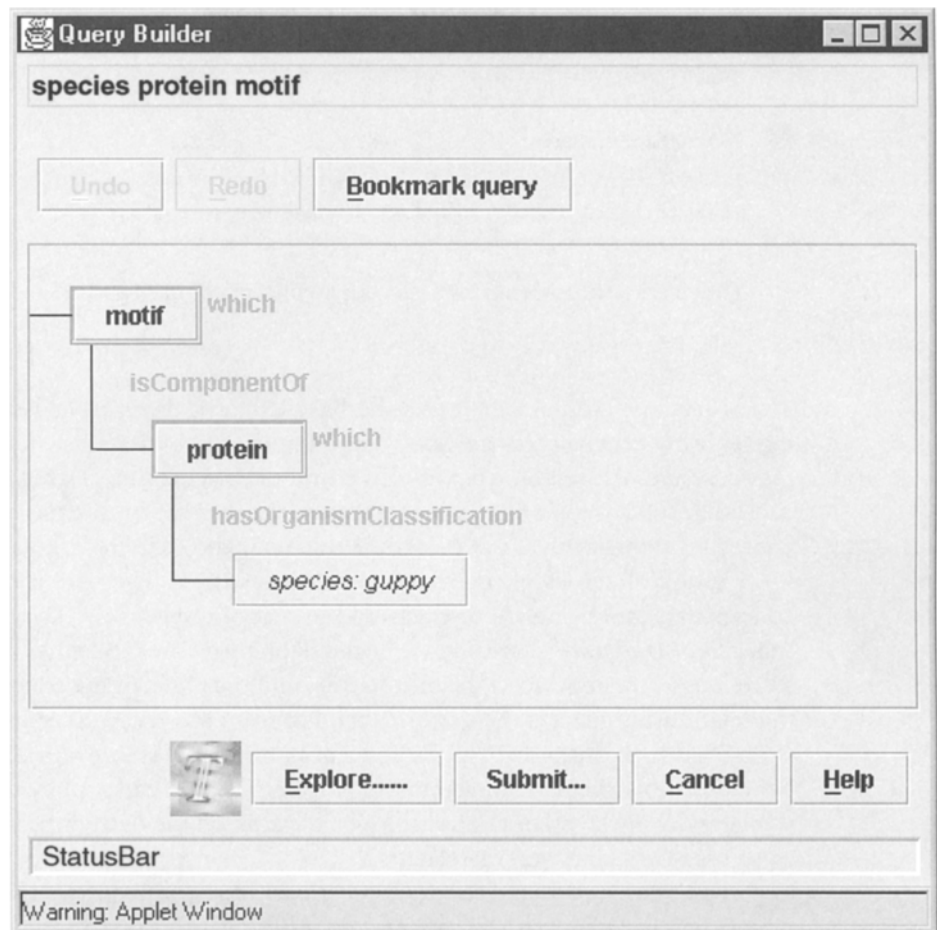 Query Builder
species protein motif
Undo Redo Bookmark query
motif which
isComponentOf
protein which
hasOrganismClassification
species: guppy
Explore...... Submit... Cancel Help
StatusBar
Warning: Applet Window